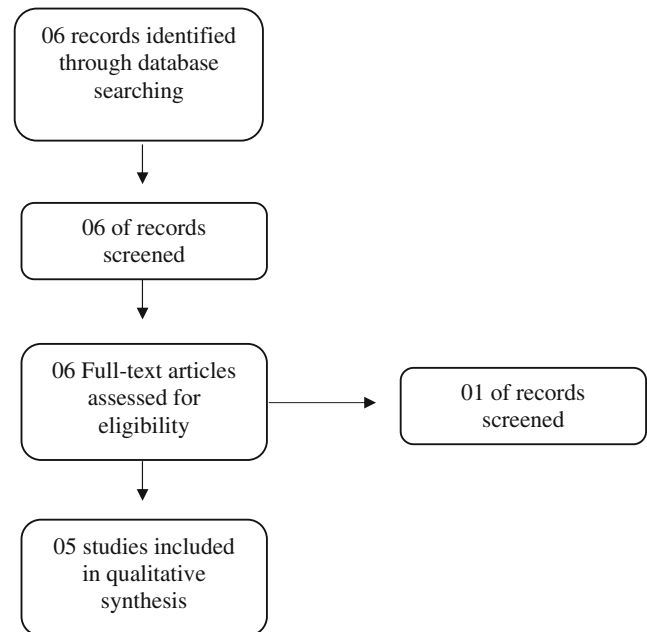 06 records identified
through database
searching
06 of records
screened
06 Full-text articles
assessed for
eligibility
01 of records
screened
05 studies included
in qualitative
synthesis